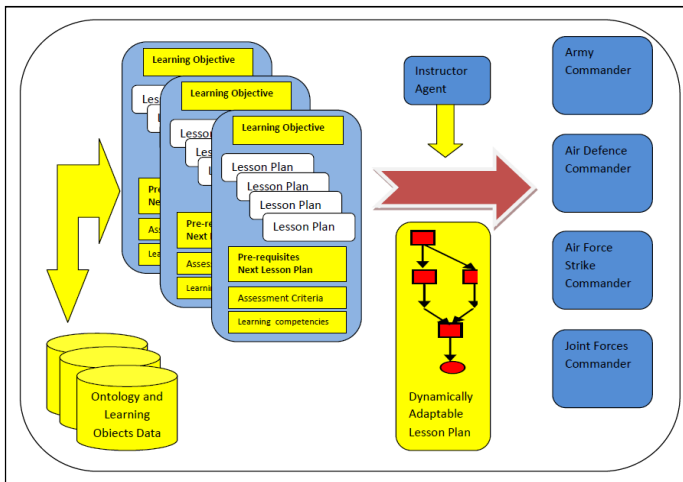 Learning Objective
Learning Objective
Learning Objective
Lesson Plan
Lesson Plan
Lesson Plan
Lesson Plan
Pre-requisites
Next Lesson Plan
Assessment Criteria
Learning competencies
Ontology and
Learning
Objects Data
Instructor
Agent
Dynamically
Adaptable
Lesson Plan
Army
Commander
Air Defence
Commander
Air Force
Strike
Commander
Joint Forces
Commander